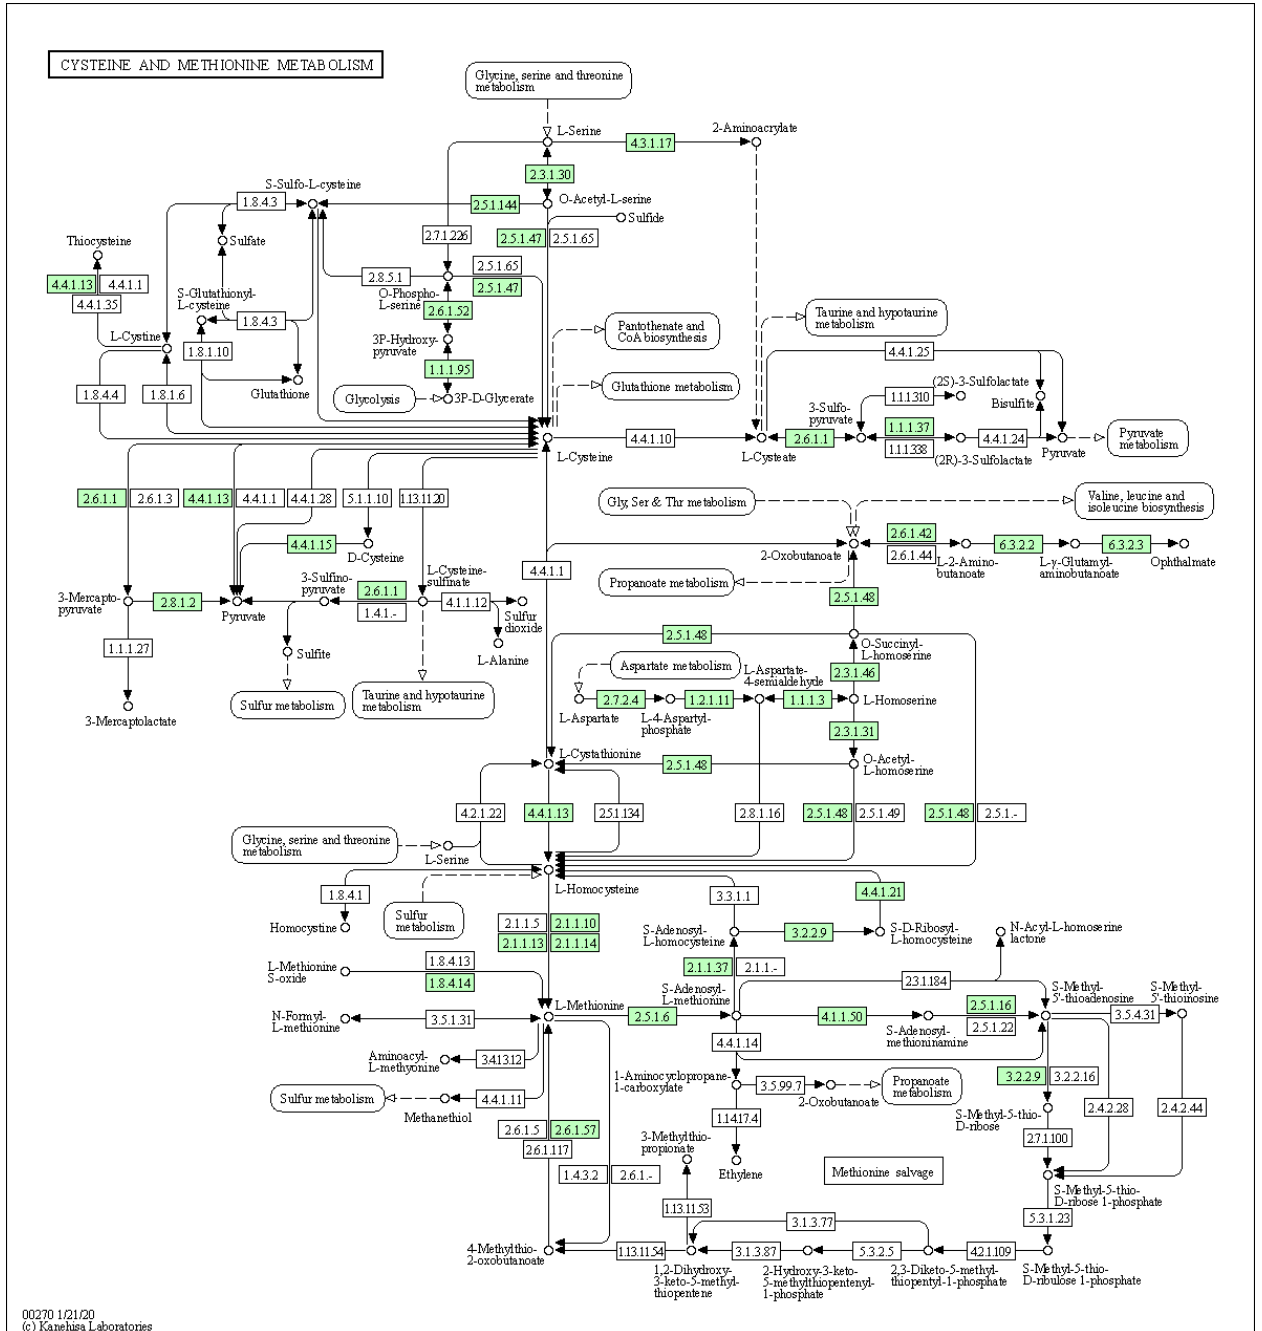 CYSTEINE AND METHIONINE METABOLISM
Glycine, serine and threonine
metabolism
L-Serine
4.3.1.17
2-Aminoacrylate
2.3.1.30
S-Sulfo-L-cysteine
1.8.4.3
2.5.1.144
O-Acetyl-L-serine
Sulfide
2.7.1.226
2.5.1.47
2.5.1.65
Thiocysteine
Sulfate
4.4.1.13
4.4.1.1
4.4.1.35
2.8.5.1
2.5.1.65
2.5.1.47
S-Glutathionyl-
L-cysteine
O-Phospho-
L-serine
2.6.1.52
1.8.4.3
L-Cystine
1.8.1.10
3P-Hydroxy-
pyruvate
1.1.1.95
Pantothenate and
CoA biosynthesis
Taurine and hypotaurine
metabolism
4.4.1.25
1.8.4.4
1.8.1.6
Glutathione
Glycolysis
3P-D-Glycerate
Glutathione metabolism
(2S)-3-Sulfolactate
1.1.1310
Bisulfite
3-Sulfo-
pyruvate
1.1.1.37
1.1.1338
4.4.1.10
2.6.1.1
4.4.1.24
L-Cysteine
L-Cysteate
(2R)-3-Sulfolactate
Pyruvate
Pyruvate
metabolism
2.6.1.1
2.6.1.3
4.4.1.13
4.4.1.1
4.4.1.28
5.1.1.10
1.13.11.20
Gly, Ser & Thr metabolism
Valine, leucine and
isoleucine biosynthesis
4.4.1.15
D-Cysteine
2-Oxobutanoate
2.6.1.42
2.6.1.44
L-2-Amino-
butanoate
6.3.2.2
L-γ-Glutamyl-
aminobutanoate
6.3.2.3
Ophthalmate
4.4.1.1
Propanoate metabolism
3-Mercapto-
pyruvate
2.8.1.2
Pyruvate
3-Sulfino-
pyruvate
2.6.1.1
1.4.1.-
L-Cysteine-
sulfinate
4.1.1.12
Sulfur
dioxide
2.5.1.48
1.1.1.27
Sulfite
L-Alanine
2.5.1.48
O-Succinyl-
L-homoserine
Sulfur metabolism
Taurine and hypotaurine
metabolism
Aspartate metabolism
L-Aspartate-
4-semialdehyde
2.3.1.46
3-Mercaptolactate
L-Aspartate
2.7.2.4
L-4-Aspartyl-
phosphate
1.2.1.11
1.1.1.3
L-Homoserine
2.3.1.31
L-Cystathionine
2.5.1.48
O-Acetyl-
L-homoserine
4.2.1.22
4.4.1.13
2.5.1.134
2.8.1.16
2.5.1.48
2.5.1.49
2.5.1.48
2.5.1.-
Glycine, serine and threonine
metabolism
L-Serine
L-Homocysteine
1.8.4.1
Homocystine
Sulfur
metabolism
3.3.1.1
4.4.1.21
2.1.1.5
2.1.1.10
2.1.1.13
2.1.1.14
S-Adenosyl-
L-homocysteine
3.2.2.9
S-D-Ribosyl-
L-homocysteine
N-Acyl-L-homoserine
lactone
L-Methionine
S-oxide
1.8.4.13
1.8.4.14
2.1.1.37
2.1.1.-
2.3.1.184
L-Methionine
S-Adenosyl-
L-methionine
S-Methyl-
5'-thioadenosine
S-Methyl-
5'-thioinosine
N-Formyl-
L-methionine
3.5.1.31
2.5.1.6
4.1.1.50
S-Adenosyl-
methioninamine
2.5.1.16
2.5.1.22
3.5.4.31
Aminoacyl-
L-methyonine
3.4.13.12
4.4.1.14
1-Aminocyclopropane-
1-carboxylate
3.5.99.7
2-Oxobutanoate
Propanoate
metabolism
3.2.2.9
3.2.2.16
Sulfur metabolism
Methanethiol
4.4.1.11
S-Methyl-5-thio-
D-ribose
2.4.2.28
2.4.2.44
2.6.1.5
2.6.1.57
2.6.1.117
1.14.17.4
2.7.1.100
3-Methylthio-
propionate
1.4.3.2
2.6.1.-
Ethylene
Methionine salvage
S-Methyl-5-thio-
D-ribose 1-phosphate
1.13.11.53
5.3.1.23
3.1.3.77
4-Methylthio-
2-oxobutanoate
1.13.11.54
3.1.3.87
5.3.2.5
4.2.1.109
1,2-Dihydroxy-
3-keto-5-methyl-
thiopentene
2-Hydroxy-3-keto-
5-methylthiopentenyl-
1-phosphate
2,3-Diketo-5-methyl-
thiopentyl-1-phosphate
S-Methyl-5-thio-
D-ribulose 1-phosphate
00270 1/21/20
(c) Kanehisa Laboratories